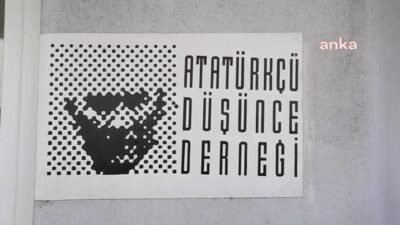 anka
ATATÜRKÇÜ
DÜŞÜNCE
DERNEĞİ